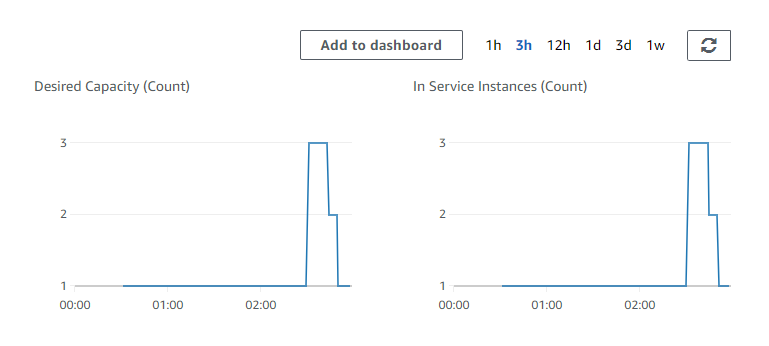 Add to dashboard 1h 3h 12h 1d 3d 1w
Desired Capacity (Count)
3
2
1
00:00 01:00 02:00
In Service Instances (Count)
3
2
1
00:00 01:00 02:00